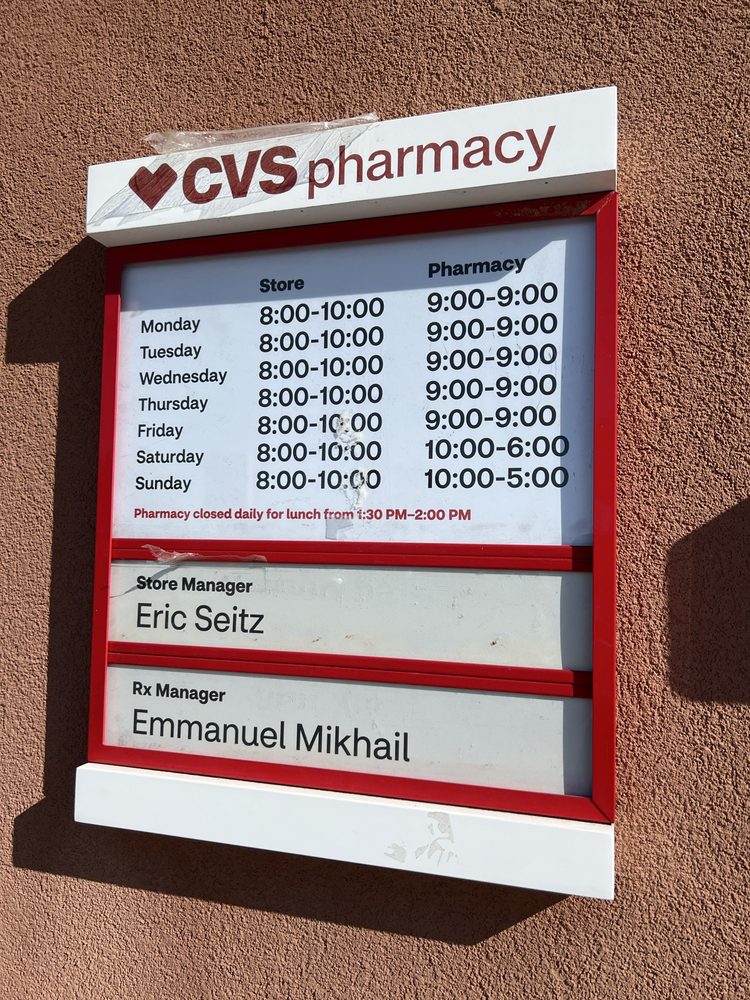 CVS pharmacy
Store Pharmacy
Monday 8:00-10:00 9:00-9:00
Tuesday 8:00-10:00 9:00-9:00
Wednesday 8:00-10:00 9:00-9:00
Thursday 8:00-10:00 9:00-9:00
Friday 8:00-10:00 9:00-9:00
Saturday 8:00-10:00 10:00-6:00
Sunday 8:00-10:00 10:00-5:00
Pharmacy closed daily for lunch from 1:30 PM–2:00 PM
Store Manager
Eric Seitz
Rx Manager
Emmanuel Mikhail